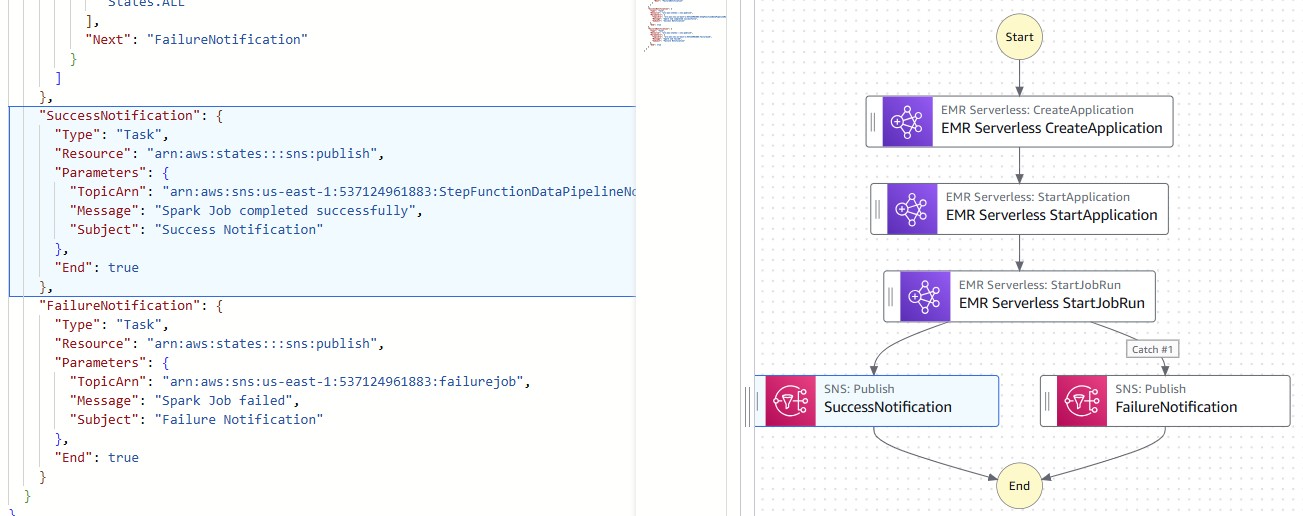 States.ALL
],
"Next": "FailureNotification"
}
]
},
"SuccessNotification": {
"Type": "Task",
"Resource": "arn:aws:states:::sns:publish",
"Parameters": {
"TopicArn": "arn:aws:sns:us-east-1:537124961883:StepFunctionDataPipelineNo
"Message": "Spark Job completed successfully",
"Subject": "Success Notification"
},
"End": true
},
"FailureNotification": {
"Type": "Task",
"Resource": "arn:aws:states:::sns:publish",
"Parameters": {
"TopicArn": "arn:aws:sns:us-east-1:537124961883:failurejob",
"Message": "Spark Job failed",
"Subject": "Failure Notification"
},
"End": true
}
}
}
Start
EMR Serverless: CreateApplication
EMR Serverless CreateApplication
EMR Serverless: StartApplication
EMR Serverless StartApplication
EMR Serverless: StartJobRun
EMR Serverless StartJobRun
Catch #1
SNS: Publish
SuccessNotification
SNS: Publish
FailureNotification
End